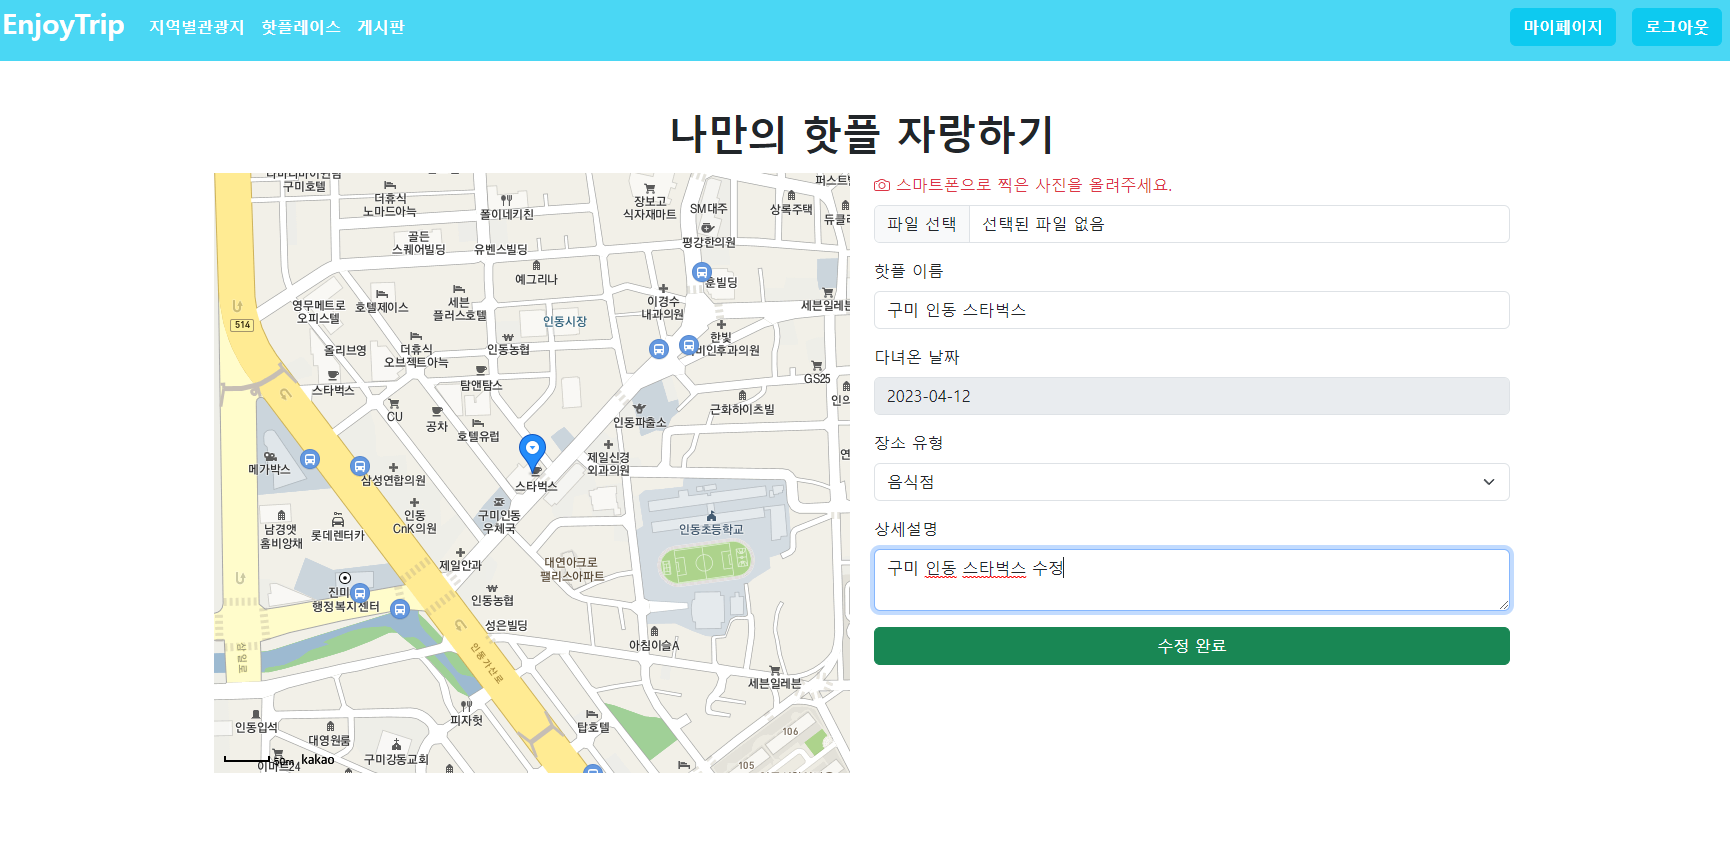 EnjoyTrip
지역별관광지
핫플레이스
게시판
마이페이지
로그아웃
나만의 핫플 자랑하기
구미호텔
더휴식
노마드아늑
폴이네키친
장보고
식자재마트
SM대주
상록주택
평강한의원
골든
스퀘어빌딩
유벤스빌딩
예그리나
훈빌딩
영무메트로
오피스텔
호텔제이스
세븐
플러스호텔
인동시장
이경수
내과의원
세븐일레븐
514
올리브영
더휴식
오브젝트아늑
인동농협
한빛
이비인후과의원
스타벅스
탐앤탐스
GS25
CU
공차
호텔유럽
인동파출소
근화하이츠빌
메가박스
삼성연합의원
스타벅스
제일신경
외과의원
남경앳
홈비앙채
롯데렌터카
인동
CnK의원
구미인동
우체국
인동초등학교
제일안과
대연아크로
팰리스아파트
행정복지센터
인동농협
성은빌딩
아침이슬A
삼일로
인동가산로
세븐일레븐
인동입석
대영원룸
피자헛
탑호텔
구미강동교회
106
105
이마트24
50m
kakao
스마트폰으로 찍은 사진을 올려주세요.
파일 선택 선택된 파일 없음
핫플 이름
구미 인동 스타벅스
다녀온 날짜
2023-04-12
장소 유형
음식점
상세설명
구미 인동 스타벅스 수정
수정 완료